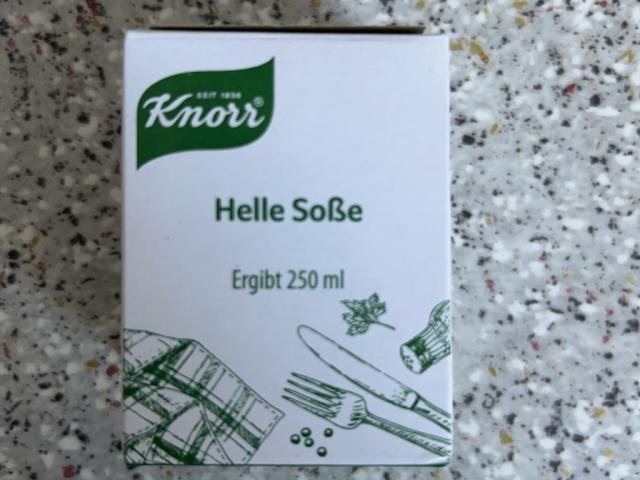 SEIT 1838
Knorr®
Helle Soße
Ergibt 250 ml